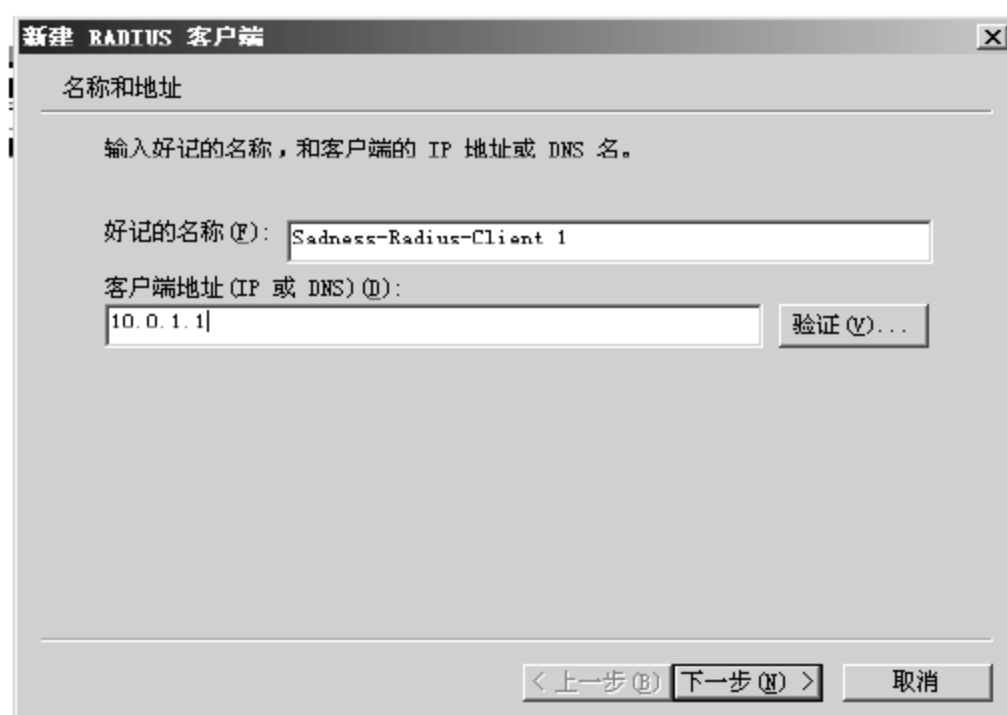 新建 RADIUS 客户端
名称和地址
输入好记的名称，和客户端的 IP 地址或 DNS 名。
好记的名称(F): Sadness-Radius-Client 1
客户端地址(IP 或 DNS)(D):
10.0.1.1 验证(V)...
< 上一步(B) 下一步(N) > 取消